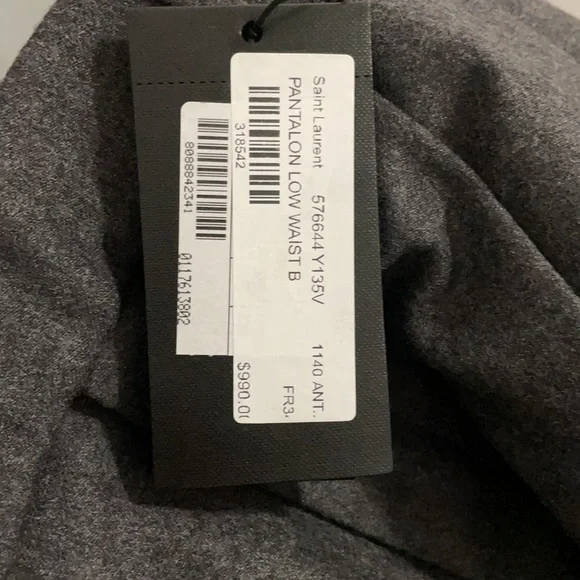 Saint Laurent 576644 Y135V 1140 ANT..
PANTALON LOW WAIST B FR3
318542 $990.0
8088842341
0117613802